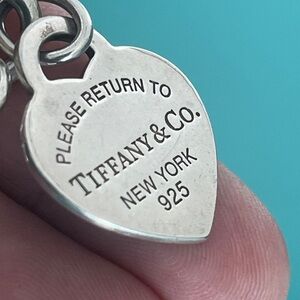 PLEASE RETURN TO
TIFFANY & CO.
NEW YORK
925